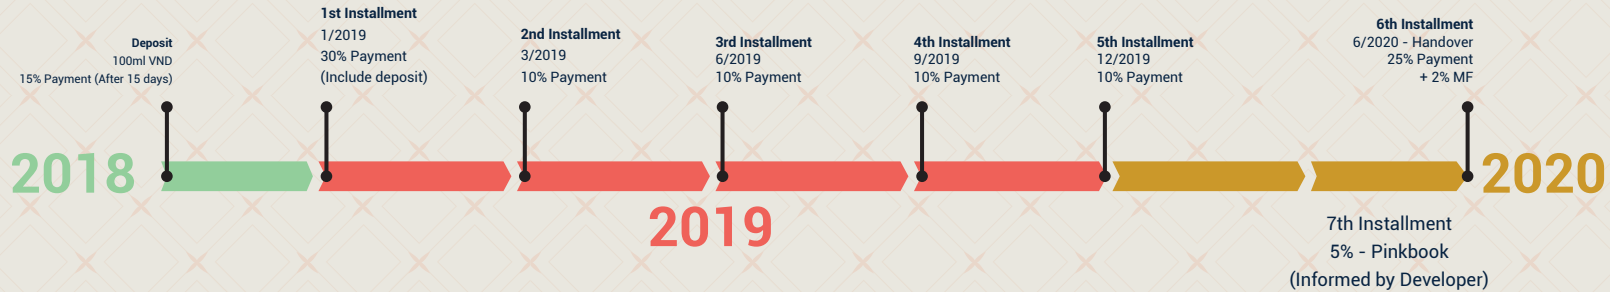 Deposit
100ml VND
15% Payment (After 15 days)
1st Installment
1/2019
30% Payment
(Include deposit)
2nd Installment
3/2019
10% Payment
3rd Installment
6/2019
10% Payment
4th Installment
9/2019
10% Payment
5th Installment
12/2019
10% Payment
6th Installment
6/2020 - Handover
25% Payment
+ 2% MF
2018
2019
2020
7th Installment
5% - Pinkbook
(Informed by Developer)